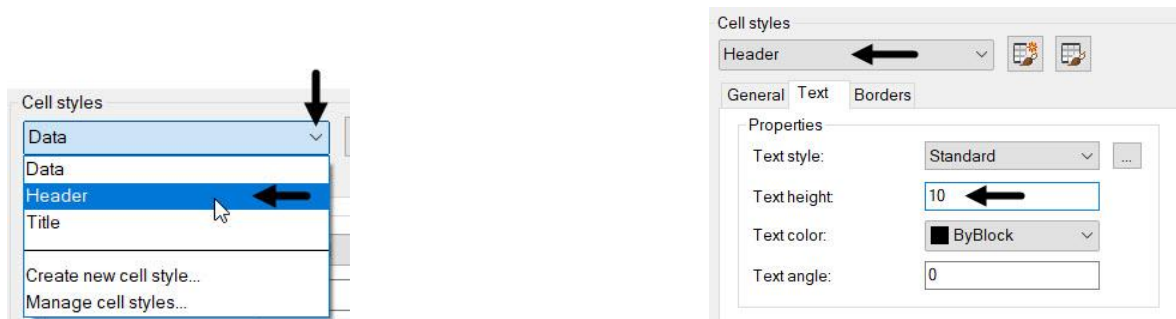 Cell styles
Data
Data
Header
Title
Create new cell style...
Manage cell styles...
Cell styles
Header
General Text Borders
Properties
Text style: Standard ...
Text height: 10
Text color: ByBlock
Text angle: 0